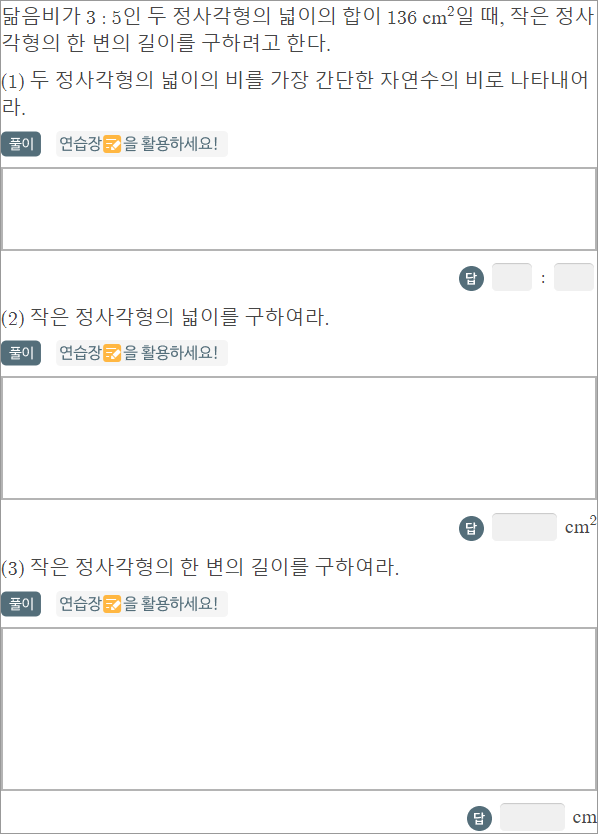 닮음비가 3 : 5인 두 정사각형의 넓이의 합이 136 cm²일 때, 작은 정사
각형의 한 변의 길이를 구하려고 한다.
(1) 두 정사각형의 넓이의 비를 가장 간단한 자연수의 비로 나타내어
라.
풀이 연습장을 활용하세요!
답 :
(2) 작은 정사각형의 넓이를 구하여라.
풀이 연습장을 활용하세요!
답 cm²
(3) 작은 정사각형의 한 변의 길이를 구하여라.
풀이 연습장을 활용하세요!
답 cm